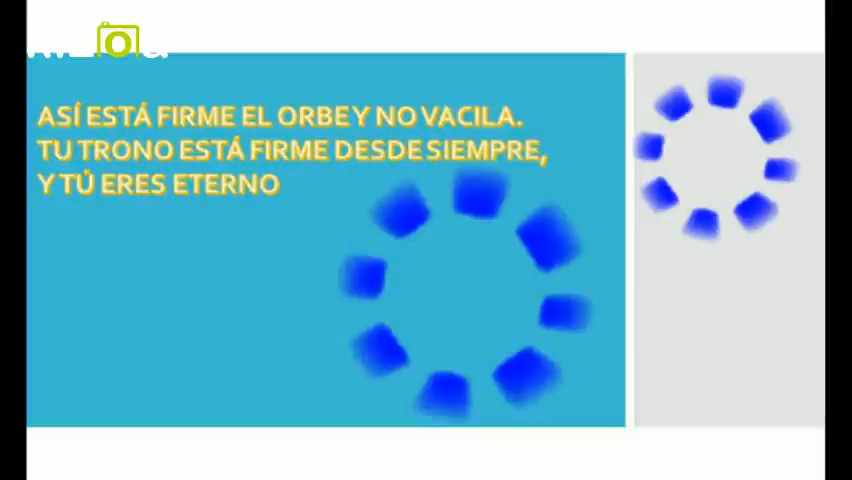 ASÍ ESTÁ FIRME EL ORBE Y NO VACILA.
TU TRONO ESTÁ FIRME DESDE SIEMPRE,
Y TÚ ERES ETERNO